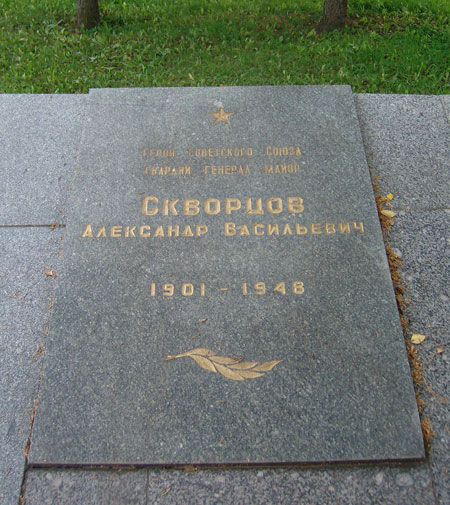 ГЕРОЙ СОВЕТСКОГО СОЮЗА
ГВАРДИИ ГЕНЕРАЛ МАЙОР
СКВОРЦОВ
АЛЕКСАНДР ВАСИЛЬЕВИЧ
1901 - 1948